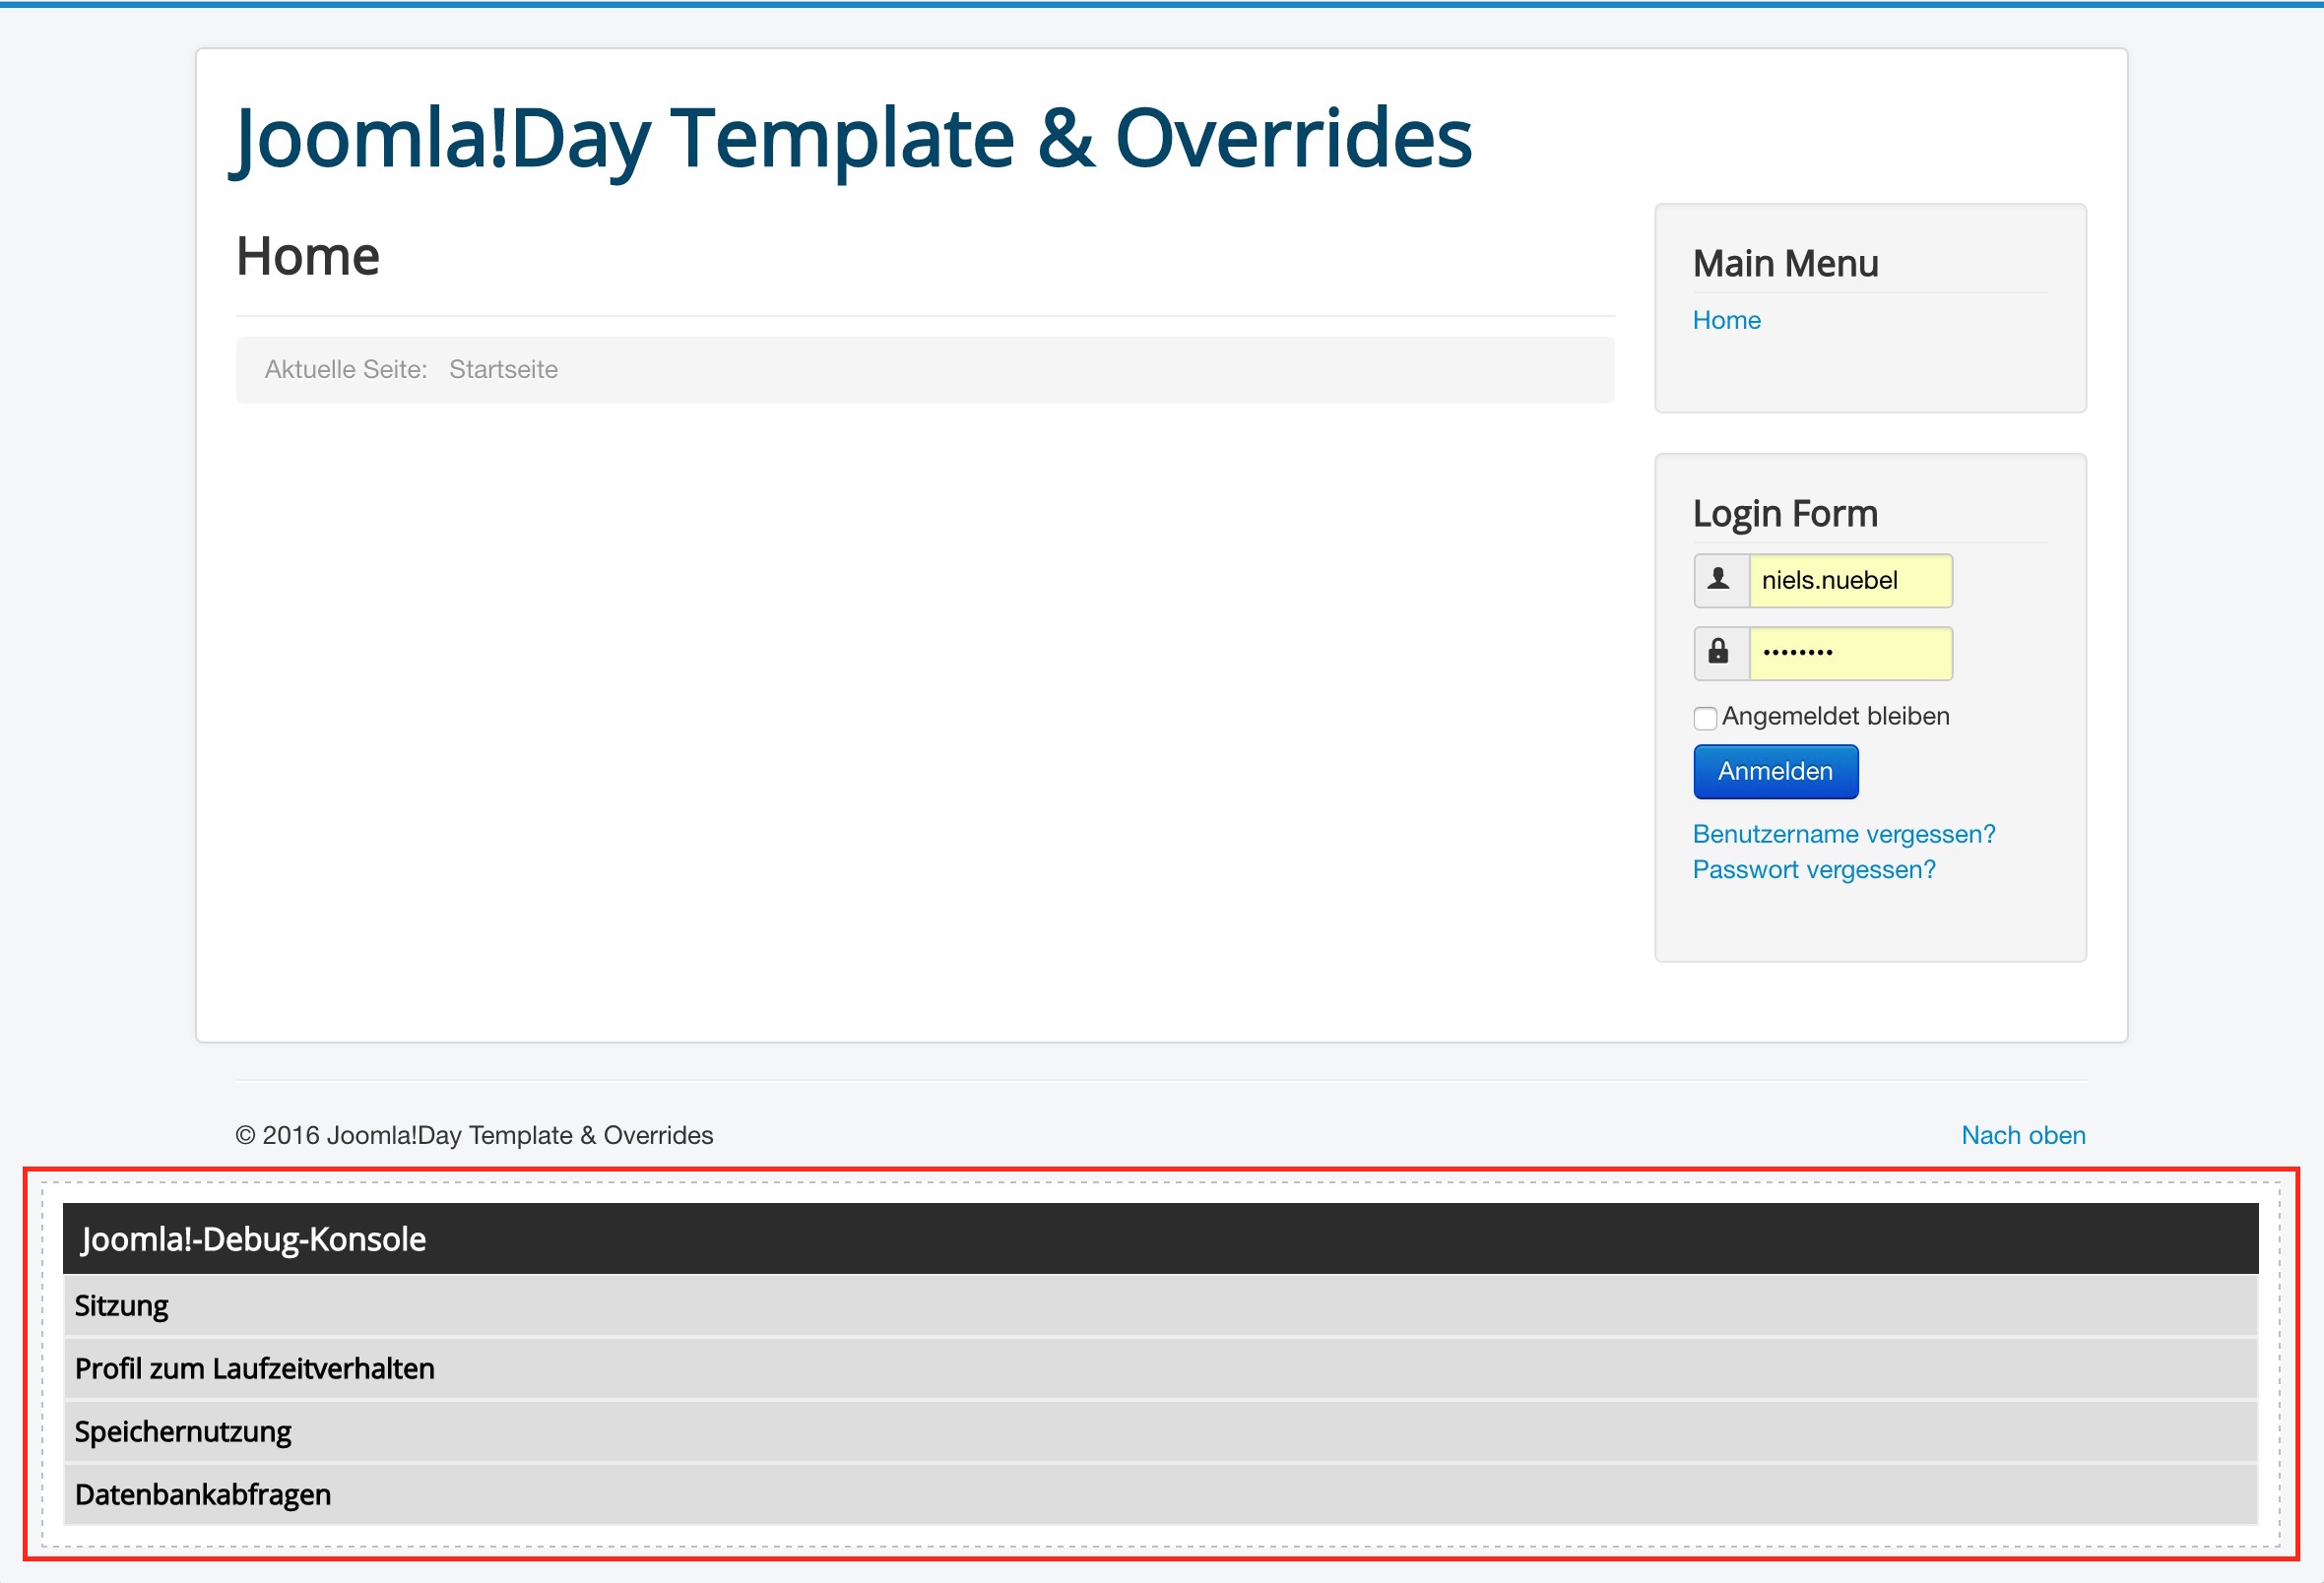 Joomla!Day Template & Overrides
Home
Aktuelle Seite: Startseite
Main Menu
Home
Login Form
niels.nuebel
••••••••
Angemeldet bleiben
Anmelden
Benutzername vergessen?
Passwort vergessen?
© 2016 Joomla!Day Template & Overrides
Nach oben
Joomla!-Debug-Konsole
Sitzung
Profil zum Laufzeitverhalten
Speichernutzung
Datenbankabfragen